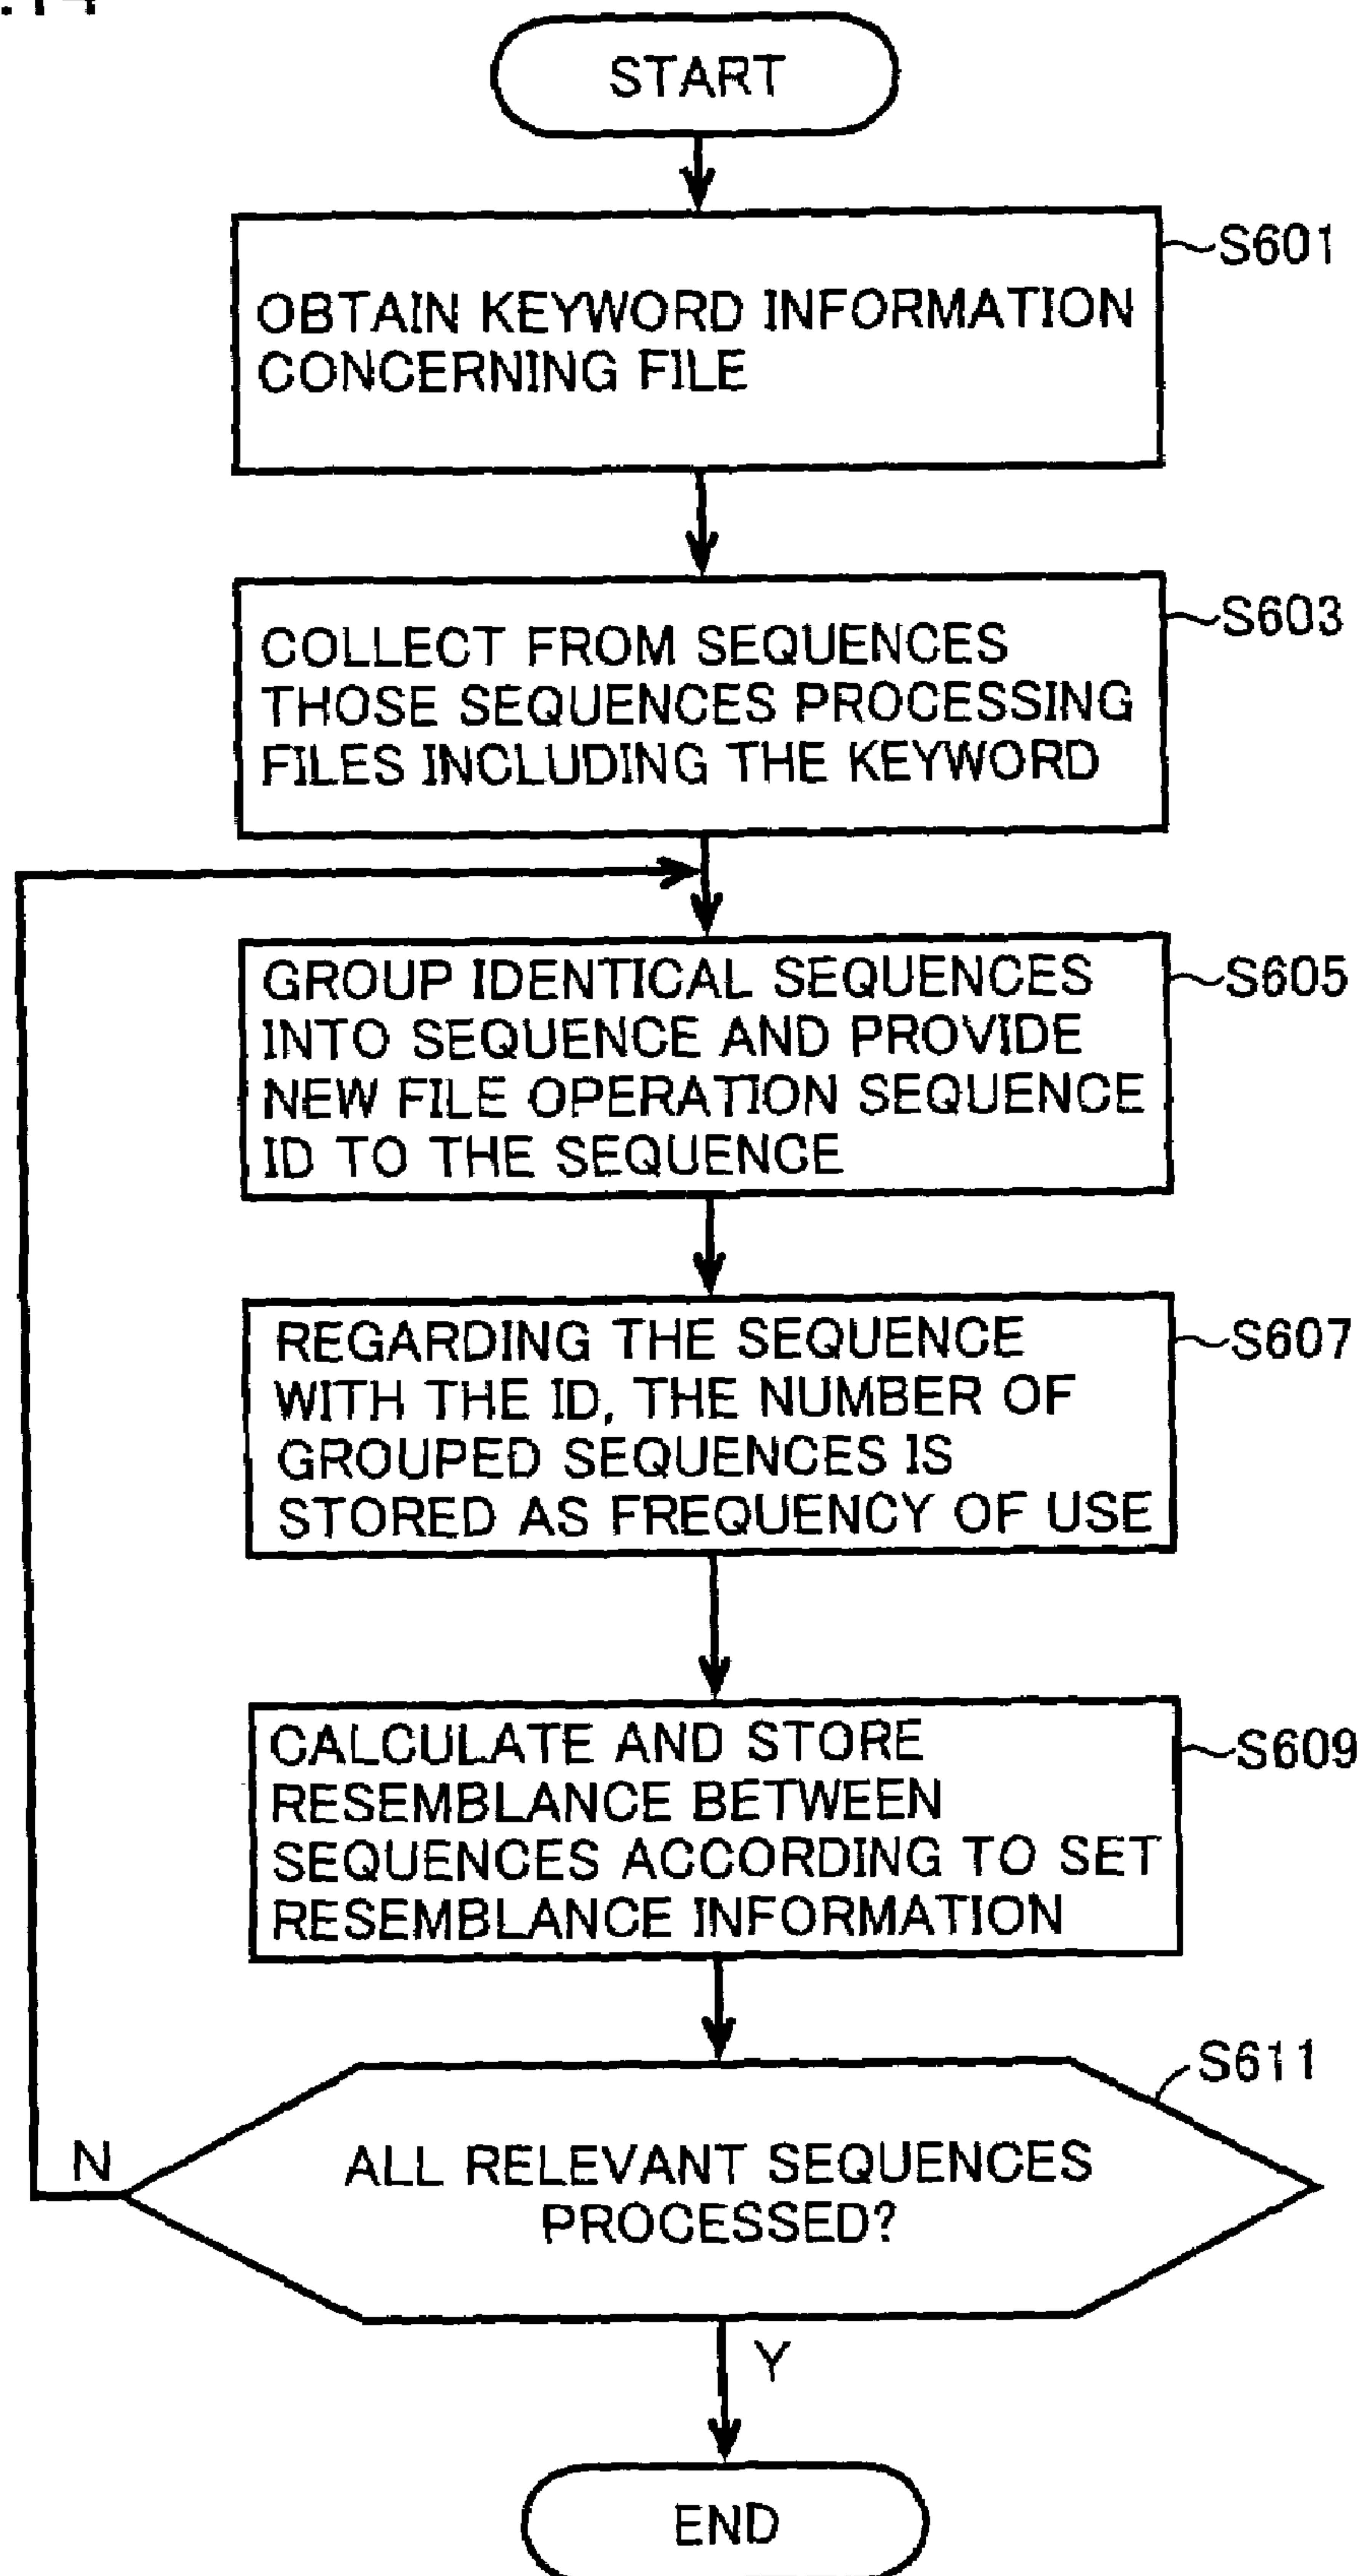 START
S601
OBTAIN KEYWORD INFORMATION
CONCERNING FILE
S603
COLLECT FROM SEQUENCES
THOSE SEQUENCES PROCESSING
FILES INCLUDING THE KEYWORD
S605
GROUP IDENTICAL SEQUENCES
INTO SEQUENCE AND PROVIDE
NEW FILE OPERATION SEQUENCE
ID TO THE SEQUENCE
S607
REGARDING THE SEQUENCE
WITH THE ID, THE NUMBER OF
GROUPED SEQUENCES IS
STORED AS FREQUENCY OF USE
S609
CALCULATE AND STORE
RESEMBLANCE BETWEEN
SEQUENCES ACCORDING TO SET
RESEMBLANCE INFORMATION
S611
N
ALL RELEVANT SEQUENCES
PROCESSED?
Y
END